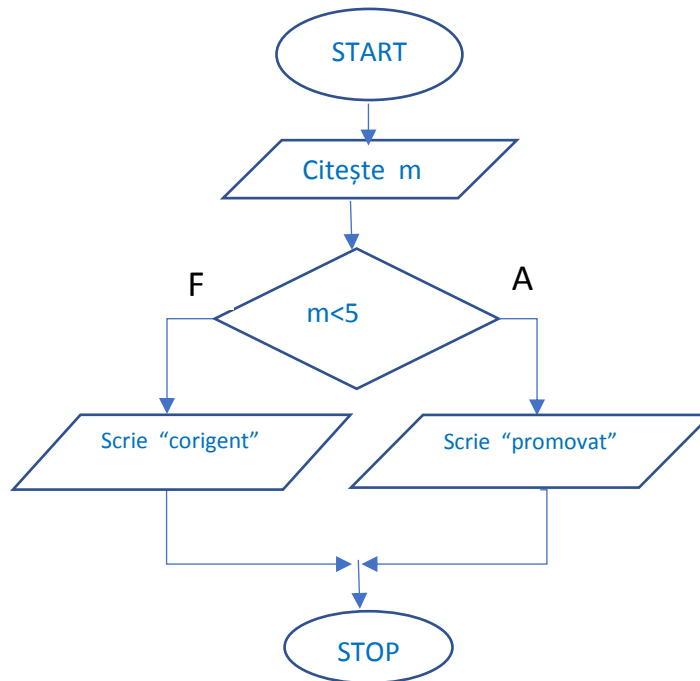 START
Citește m
F
A
m<5
Scrie “corigent”
Scrie “promovat”
STOP